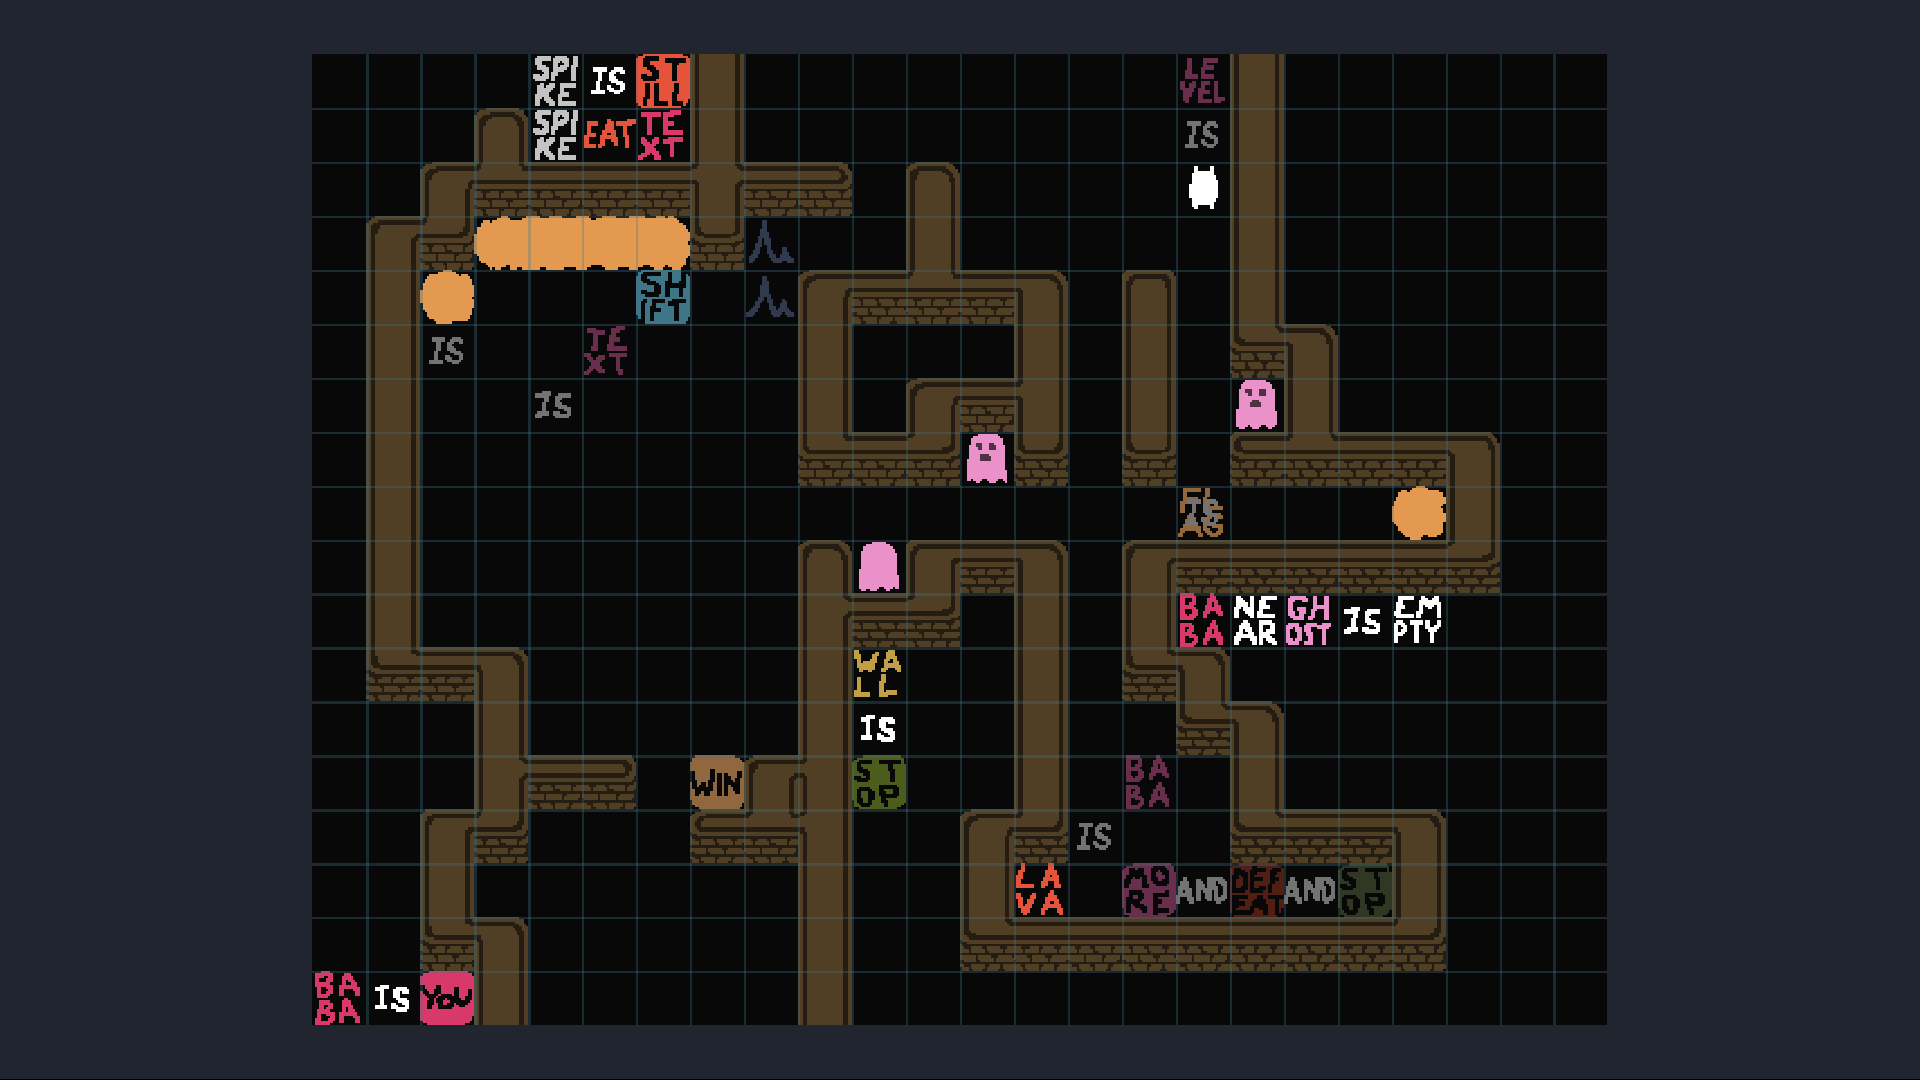 SPIKE IS STILL
LEVEL
SPIKE EAT TEXT
IS
SHIFT
IS
TEXT
IS
FLAG
BABA NEAR GHOST IS EMPTY
WALL
IS
BABA
WIN
STOP
IS
LAVA
MORE AND DEFEAT AND STOP
BABA IS YOU